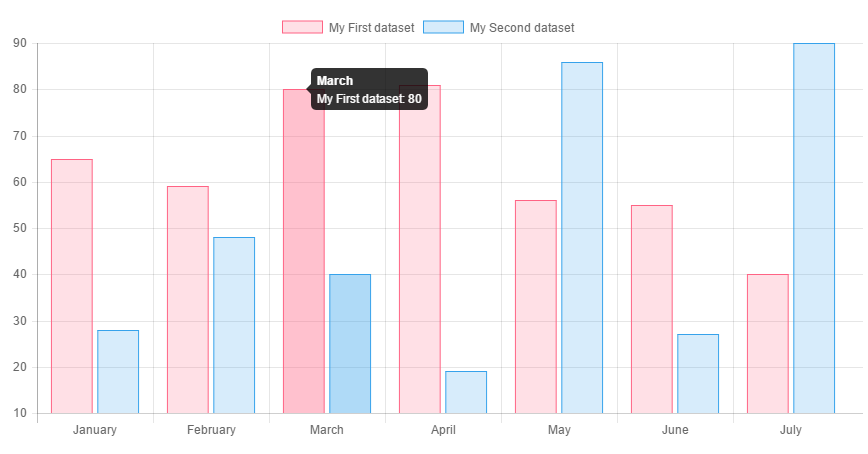 My First dataset My Second dataset
90
80
70
60
50
40
30
20
10
March
My First dataset: 80
January February March April May June July